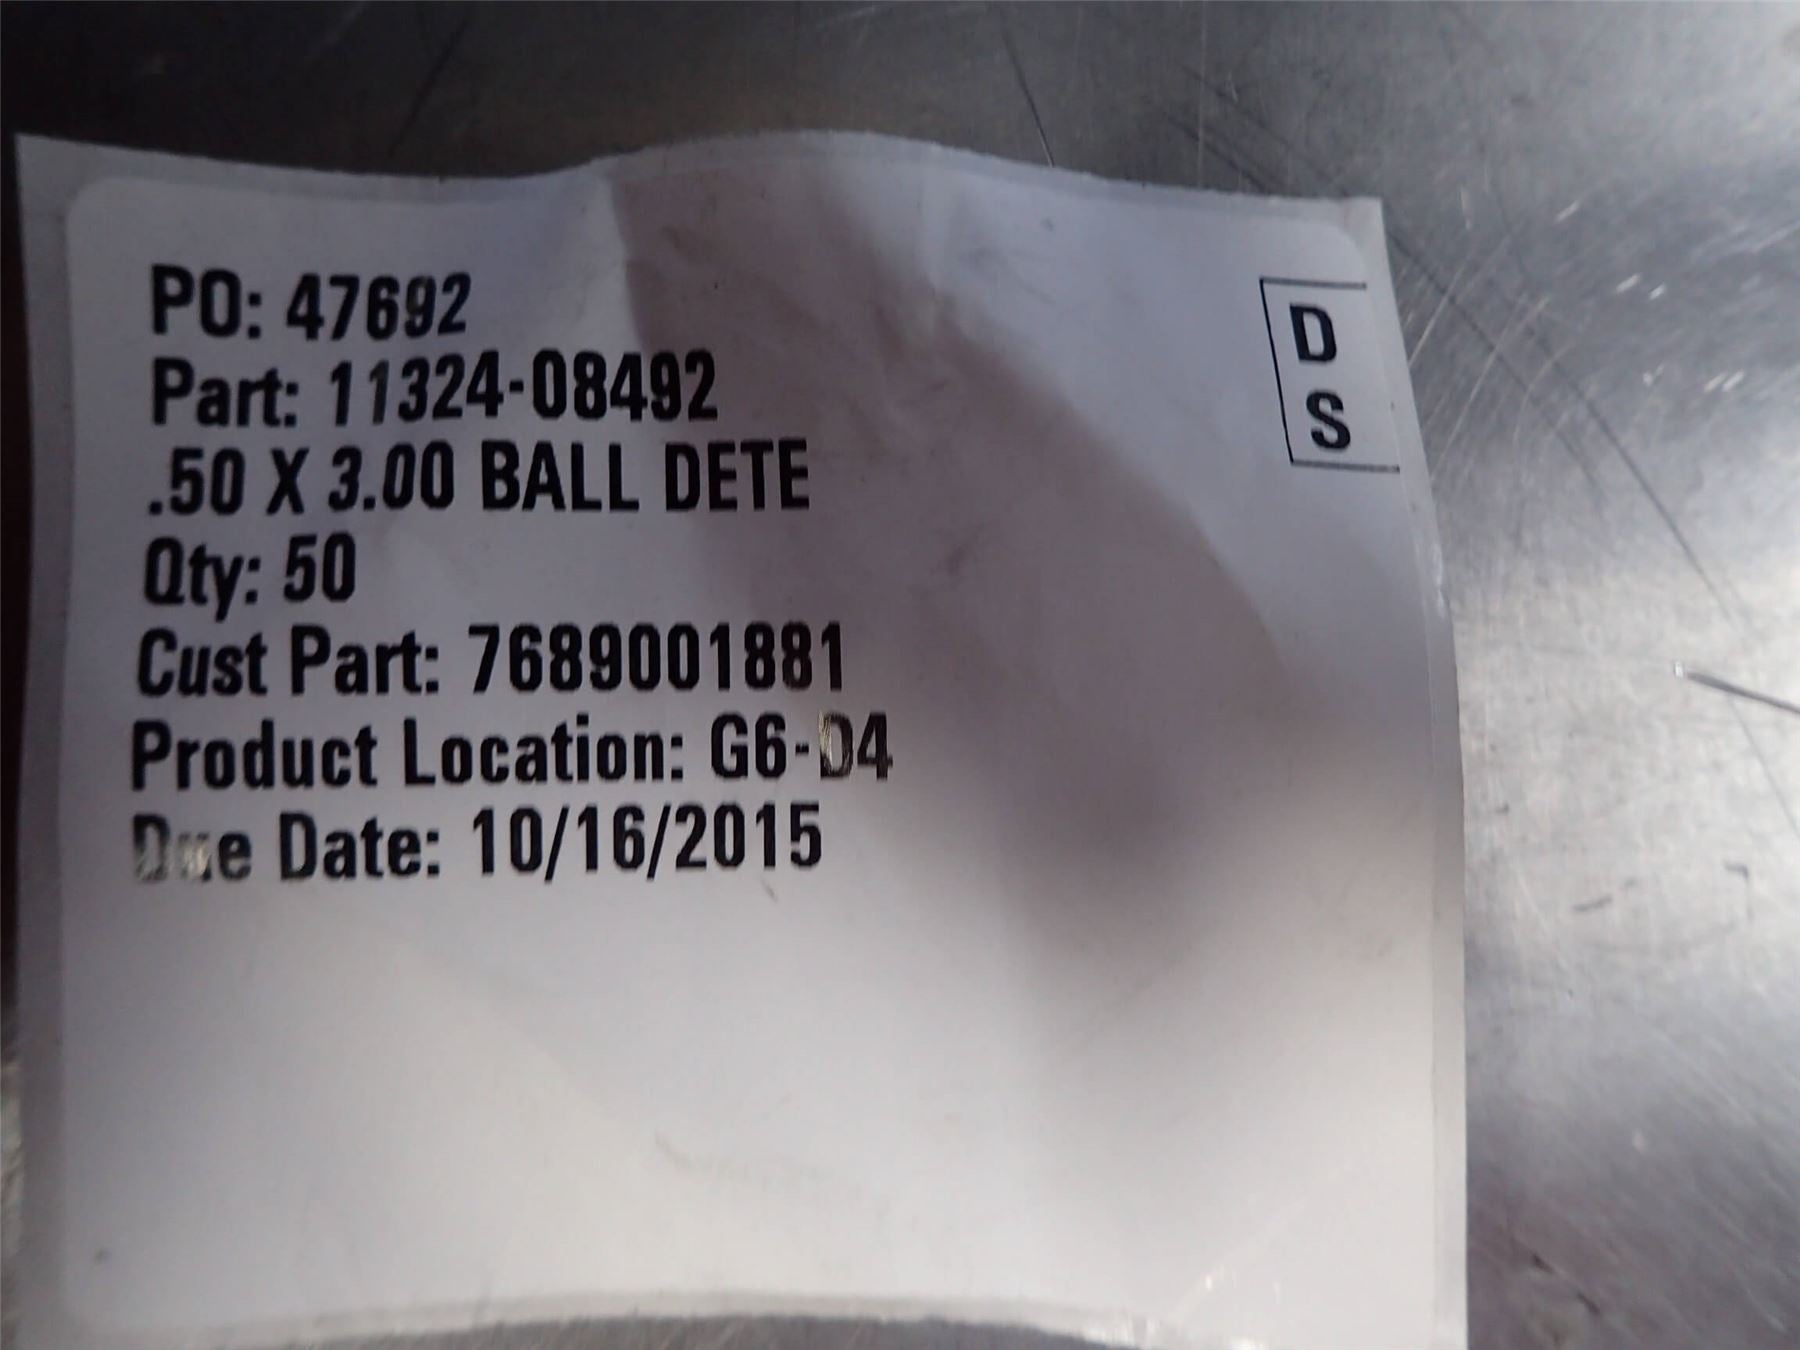 PO: 47692
Part: 11324-08492
.50 X 3.00 BALL DETE
Qty: 50
Cust Part: 7689001881
Product Location: G6-D4
Due Date: 10/16/2015
D
S